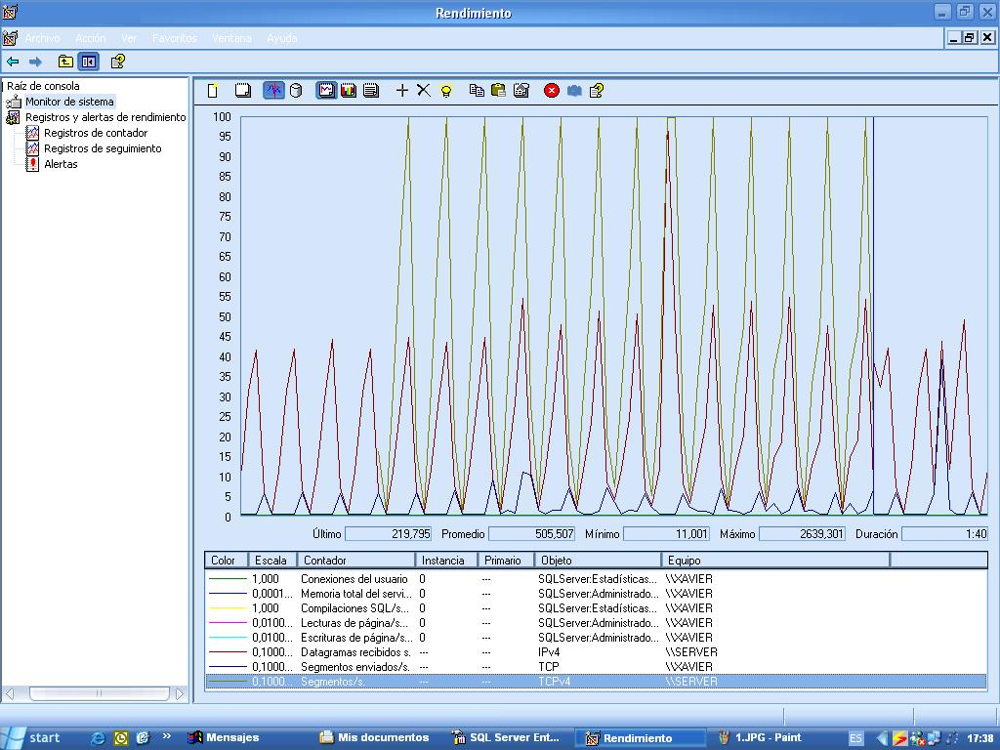 Rendimiento
Archivo Acción Ver Favoritos Ventana Ayuda
Raíz de consola
Monitor de sistema
Registros y alertas de rendimiento
Registros de contador
Registros de seguimiento
Alertas
100
95
90
85
80
75
70
65
60
55
50
45
40
35
30
25
20
15
10
5
0
Último 219,795 Promedio 505,507 Mínimo 11,001 Máximo 2639,301 Duración 1:40
Color Escala Contador Instancia Primario Objeto Equipo
1,000 Conexiones del usuario 0 --- SQLServer:Estadísticas... \\XAVIER
0,0001... Memoria total del servi... 0 --- SQLServer:Administrado... \\XAVIER
1,000 Compilaciones SQL/s... 0 --- SQLServer:Estadísticas... \\XAVIER
0,0100... Lecturas de página/s... 0 --- SQLServer:Administrado... \\XAVIER
0,0100... Escrituras de página/s... 0 --- SQLServer:Administrado... \\XAVIER
0,1000... Datagramas recibidos s. --- --- IPv4 \\SERVER
0,1000... Segmentos enviados/s. --- --- TCP \\XAVIER
0,1000... Segmentos/s. --- --- TCPv4 \\SERVER
start » Mensajes Mis documentos SQL Server Ent... Rendimiento 1.JPG - Paint ES 17:38